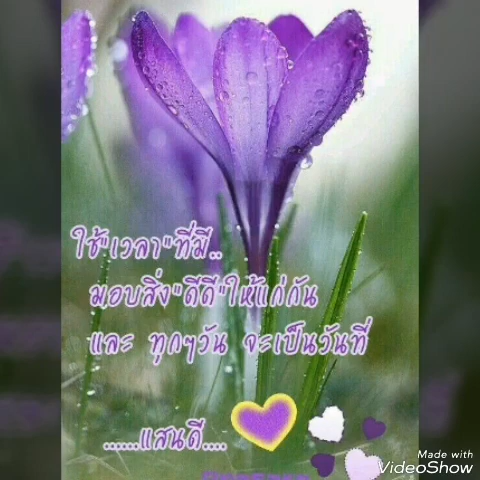 ใช้"เวลา"ที่มี..
มอบสิ่ง"ดีดี"ให้แก่กัน
และ ทุกๆวัน จะเป็นวันที่
......แสนดี....
Made with
VideoShow